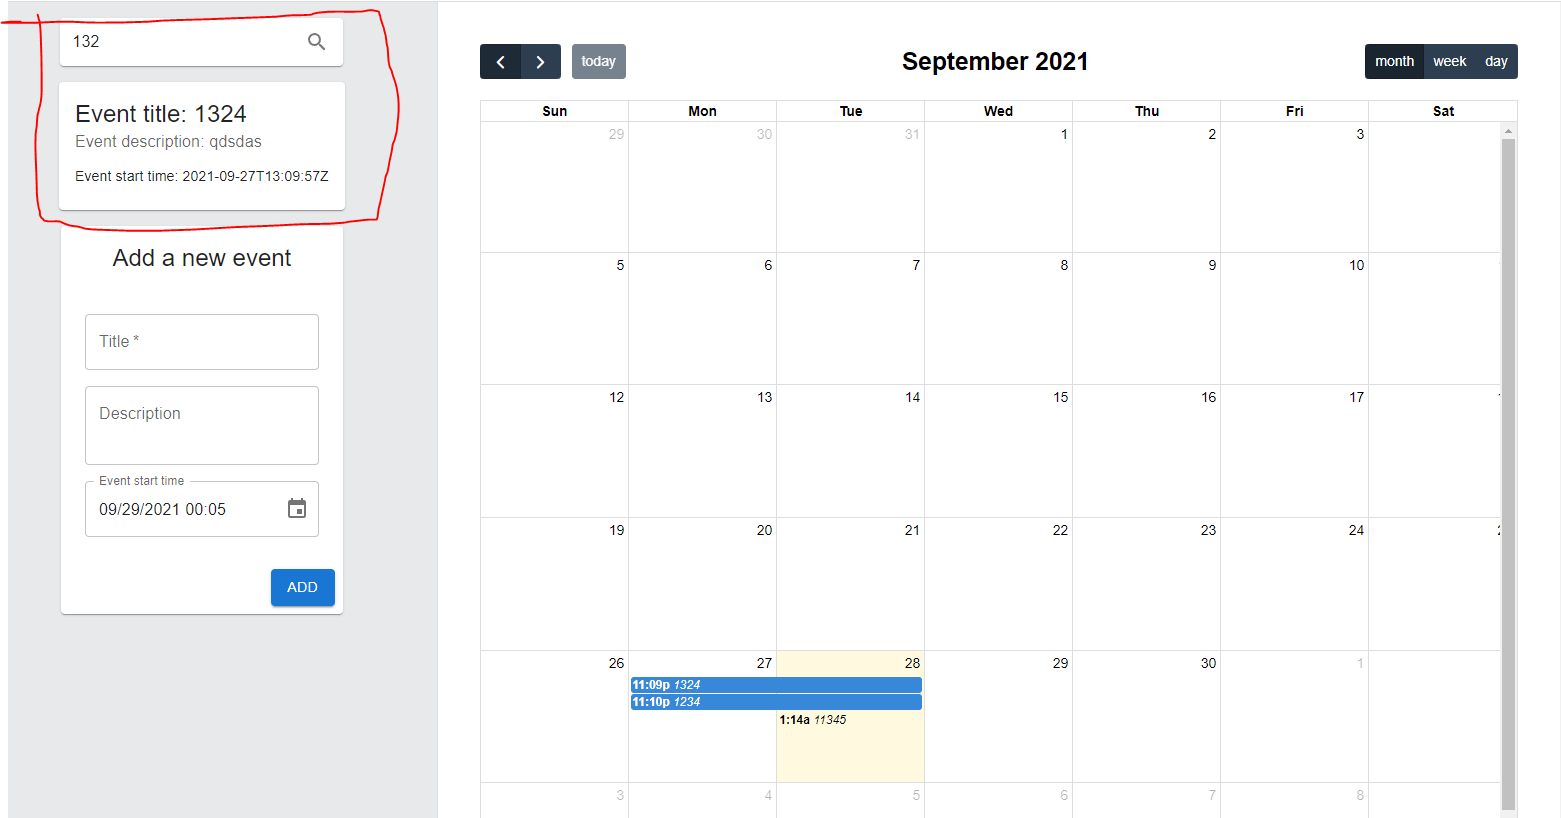 132
Event title: 1324
Event description: qdsdas
Event start time: 2021-09-27T13:09:57Z
Add a new event
Title *
Description
Event start time
09/29/2021 00:05
ADD
today
September 2021
month week day
Sun Mon Tue Wed Thu Fri Sat
29 30 31 1 2 3
5 6 7 8 9 10
12 13 14 15 16 17
19 20 21 22 23 24
26 27 28 29 30 1
11:09p 1324
11:10p 1234
1:14a 11345
3 4 5 6 7 8